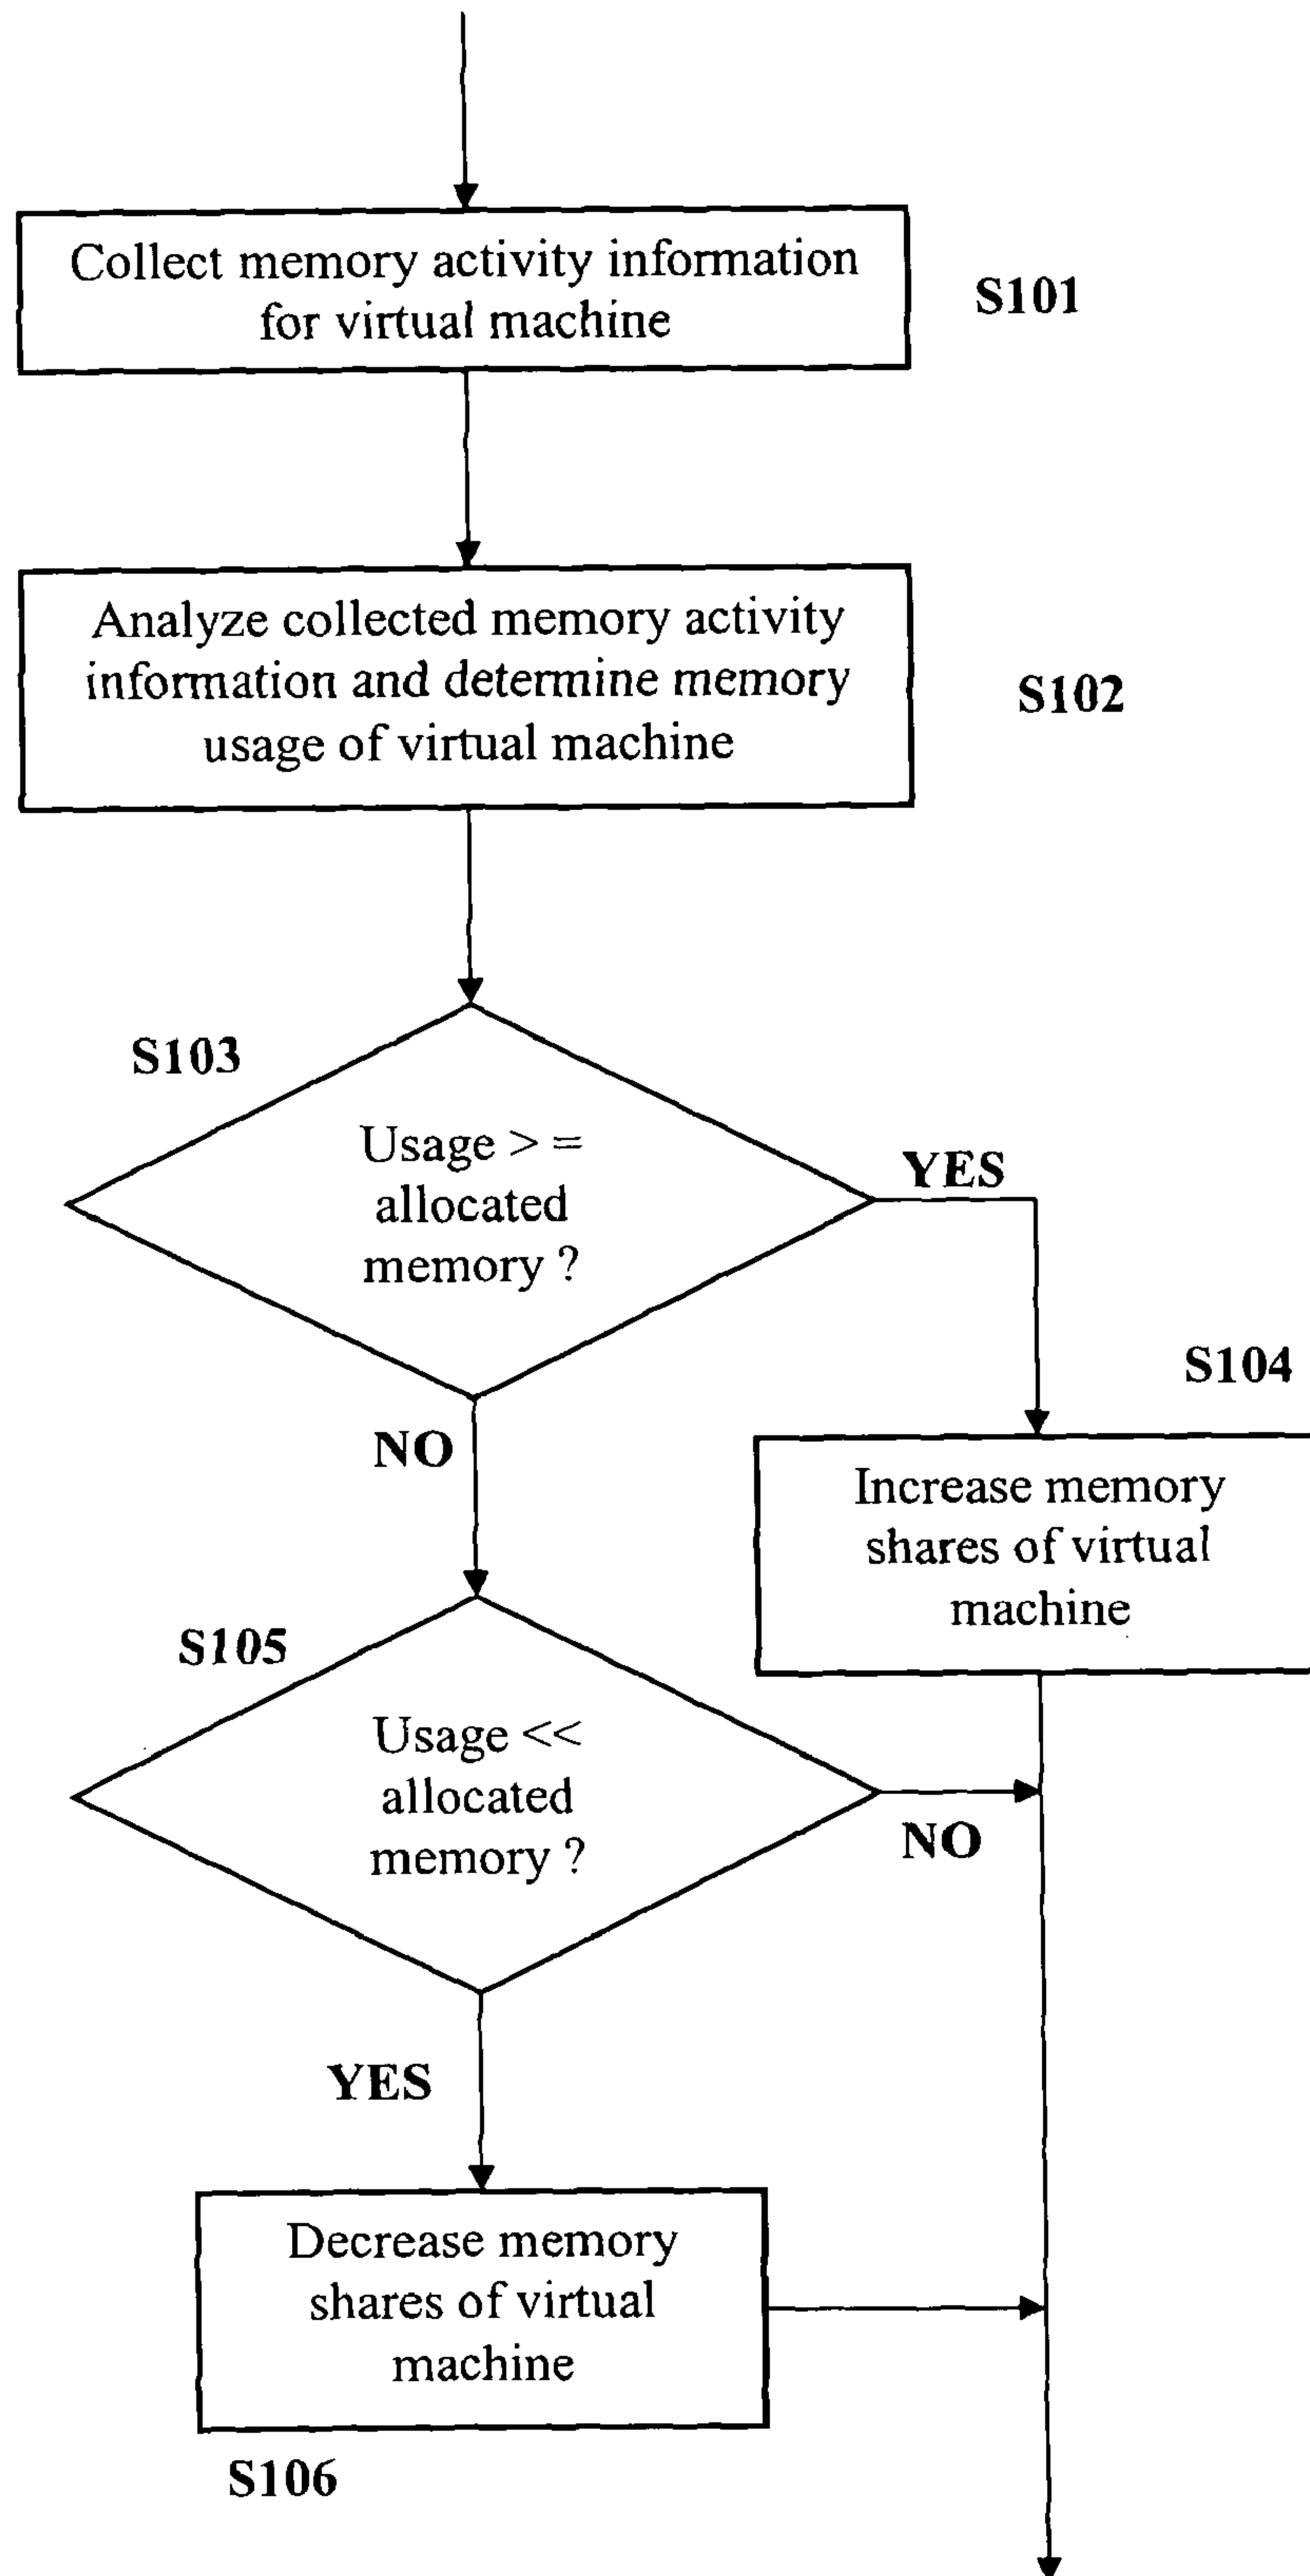 Collect memory activity information
for virtual machine
S101
Analyze collected memory activity
information and determine memory
usage of virtual machine
S102
S103
Usage > =
allocated
memory ?
YES
NO
S104
Increase memory
shares of virtual
machine
S105
Usage <<
allocated
memory ?
NO
YES
Decrease memory
shares of virtual
machine
S106